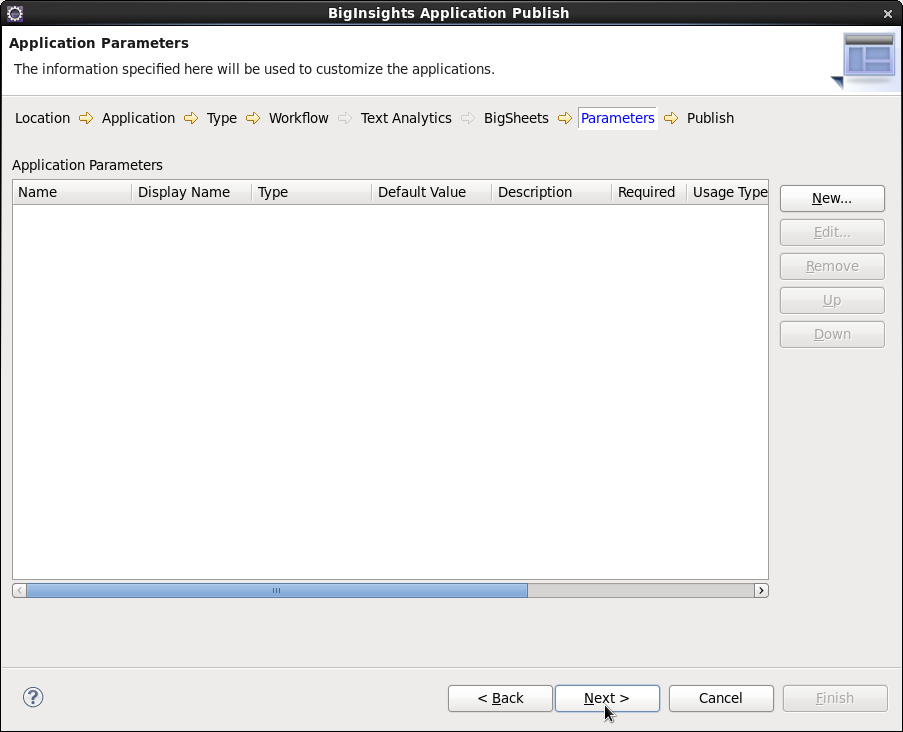 BigInsights Application Publish
Application Parameters
The information specified here will be used to customize the applications.
Location Application Type Workflow Text Analytics BigSheets Parameters Publish
Application Parameters
Name Display Name Type Default Value Description Required Usage Type
New...
Edit...
Remove
Up
Down
< Back Next > Cancel Finish